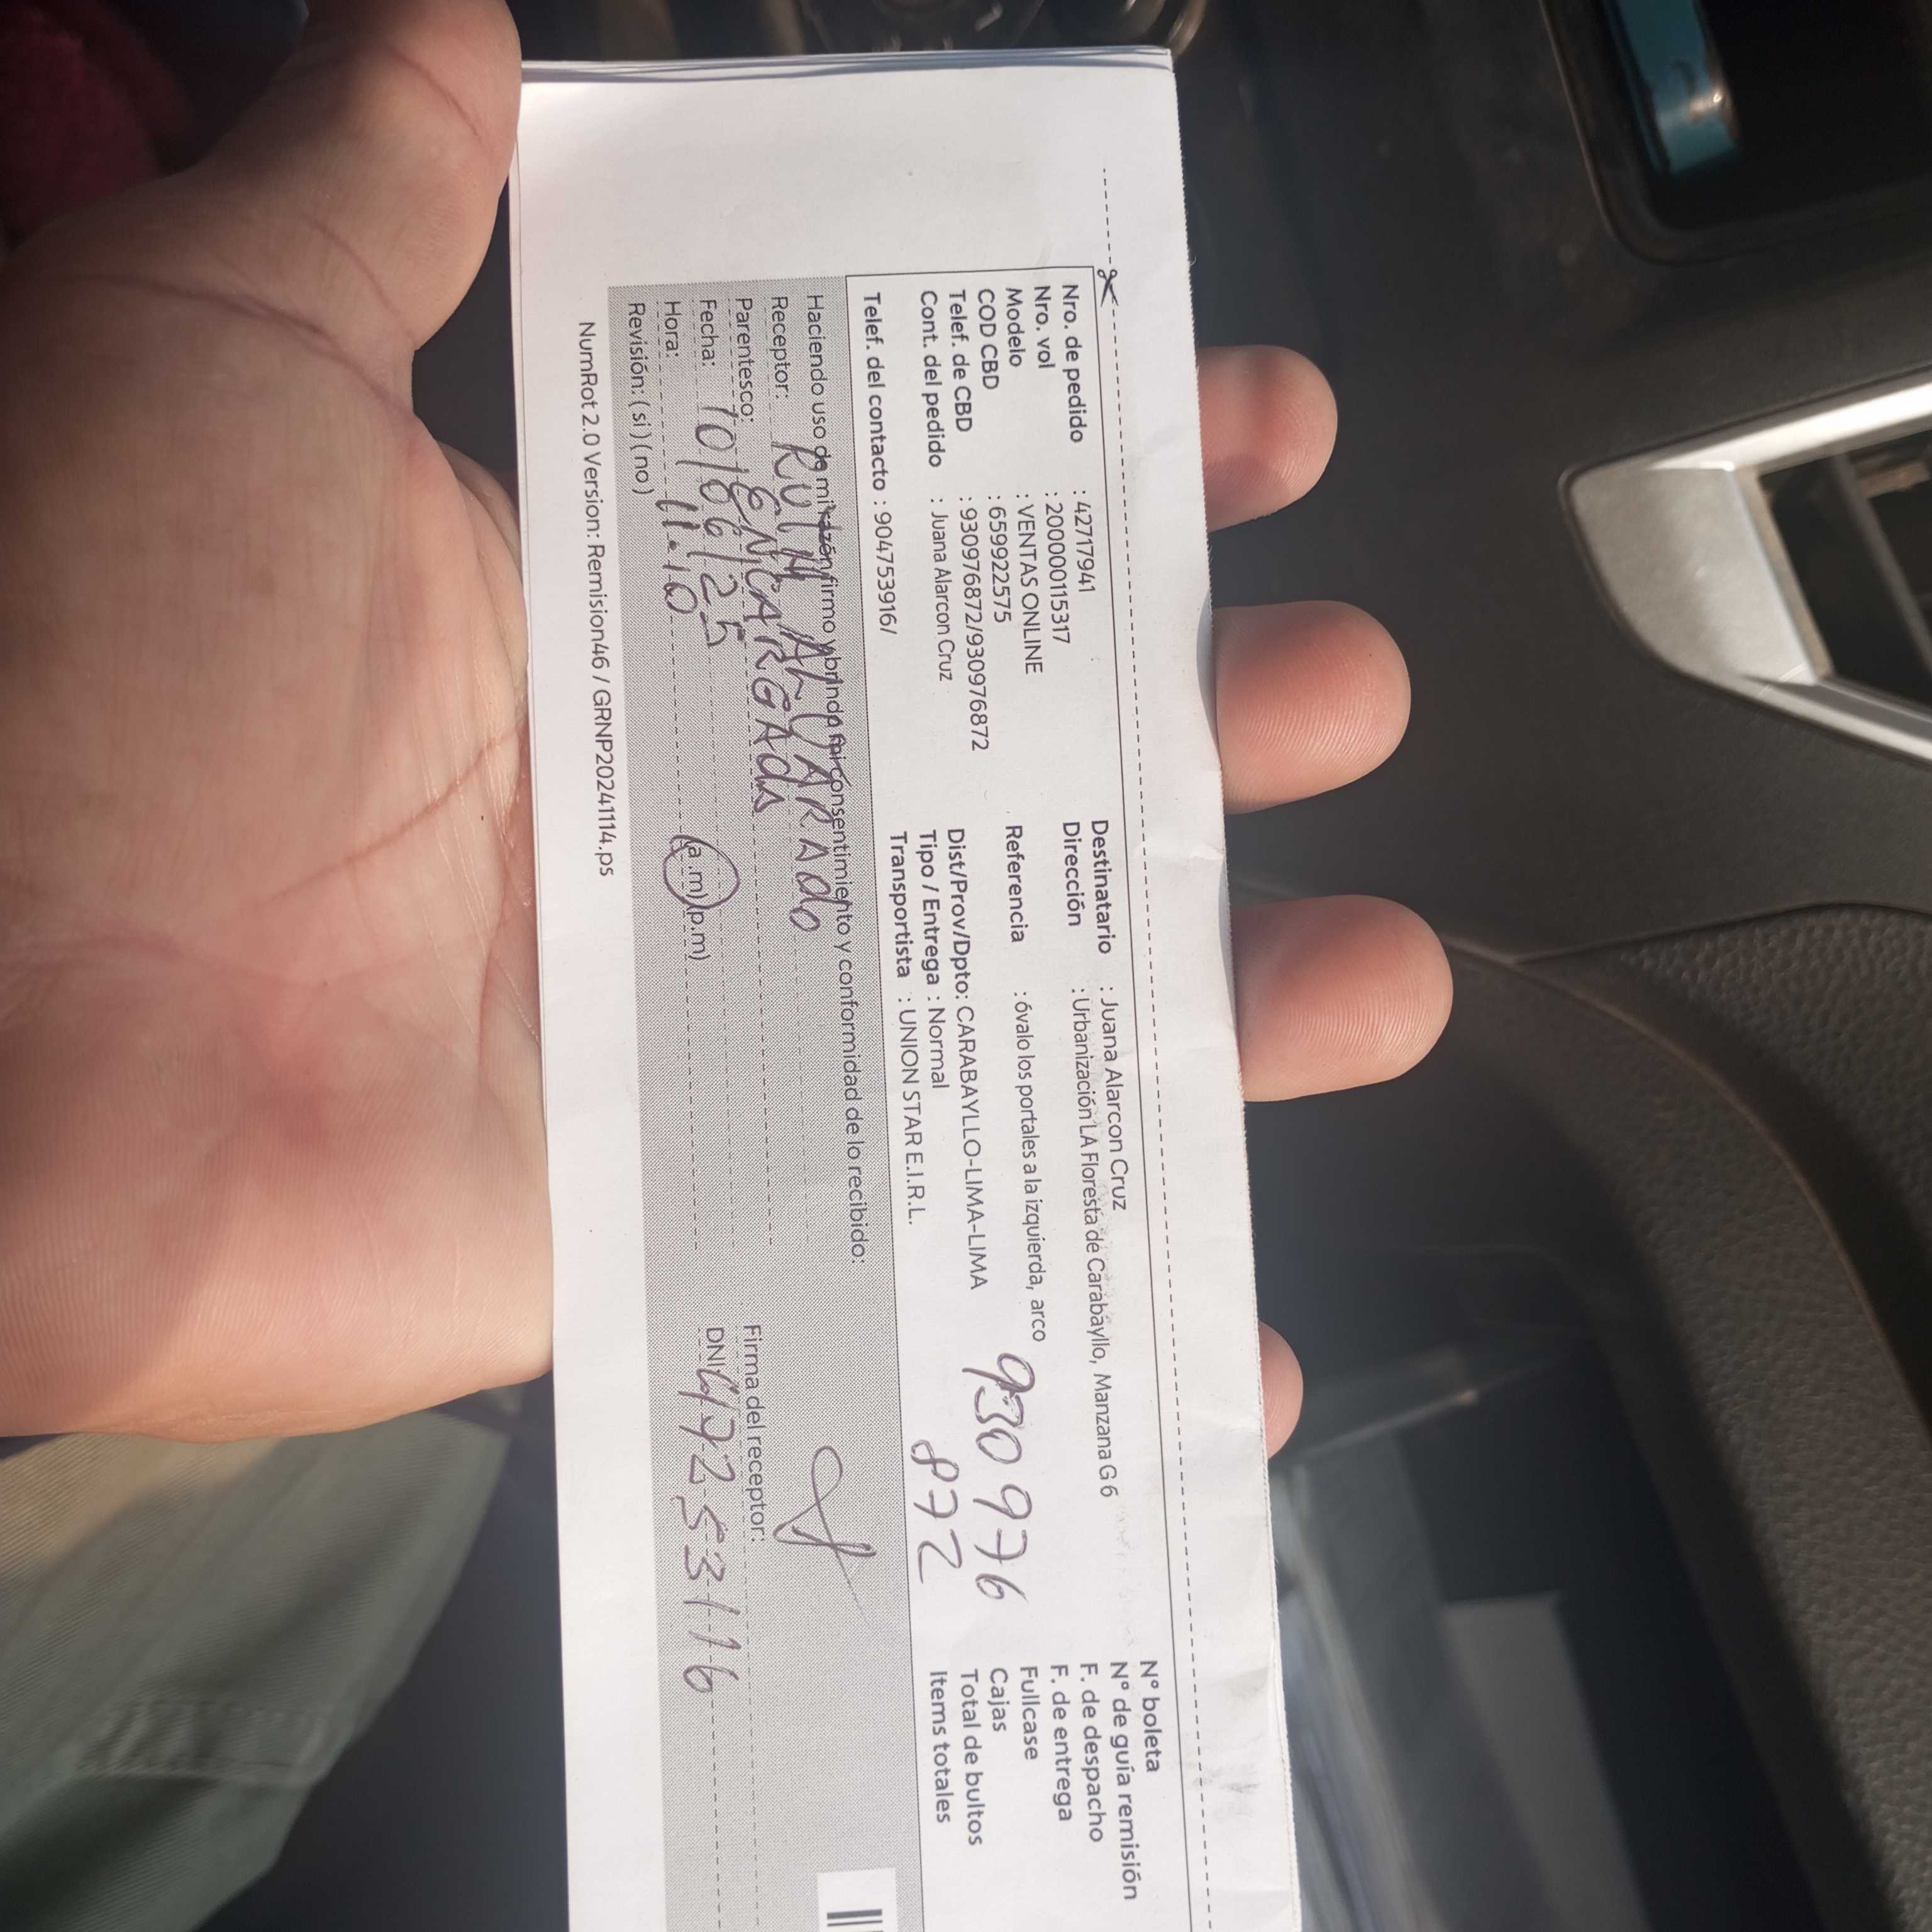 Nro. de pedido : 42717941
Nro. vol : 200000115317
Modelo : VENTAS ONLINE
COD CBD : 659922575
Telef. de CBD : 930976872/930976872
Cont. del pedido : Juana Alarcon Cruz
Telef. del contacto : 904753916/
Destinatario : Juana Alarcon Cruz
Dirección : Urbanización LA Floresta de Carabayllo, Manzana G 6
Referencia : óvalo los portales a la izquierda, arco
Dist/Prov/Dpto: CARABAYLLO-LIMA-LIMA
Tipo / Entrega : Normal
Transportista : UNION STAR E.I.R.L.
930 976
872
N° boleta
N° de guía remisión
F. de despacho
F. de entrega
Fullcase
Cajas
Total de bultos
Items totales
Haciendo uso de mi razón firmo y brindo mi consentimiento y conformidad de lo recibido:
Receptor: RUTH ALVARADO
Parentesco: ENCARGADA
Fecha: 10/06/25
Hora: 11:10 (a .m) (p.m)
Revisión: ( si ) ( no )
Firma del receptor:
DNI: 49253116
NumRot 2.0 Version: Remision46 / GRNP20241114.ps